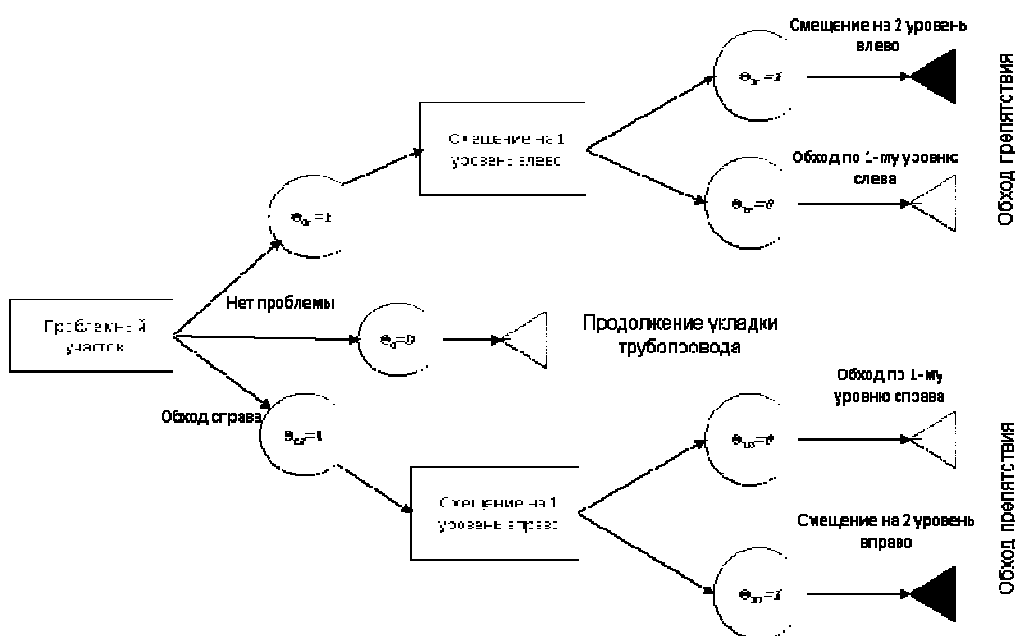 Смещение на 2 уровень
влево
Смещение на 1
уровень влево
Обход по 1-му уровню
слева
Обход препятствия
Нет проблемы
Проблемный
участок
Продолжение укладки
трубопровода
Обход справа
Обход по 1-му
уровню справа
Смещение на 1
уровень вправо
Смещение на 2 уровень
вправо
Обход препятствия